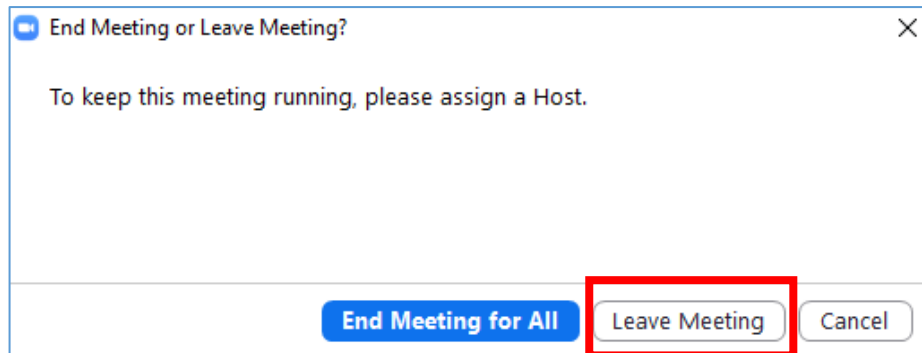 End Meeting or Leave Meeting?
To keep this meeting running, please assign a Host.
End Meeting for All Leave Meeting Cancel